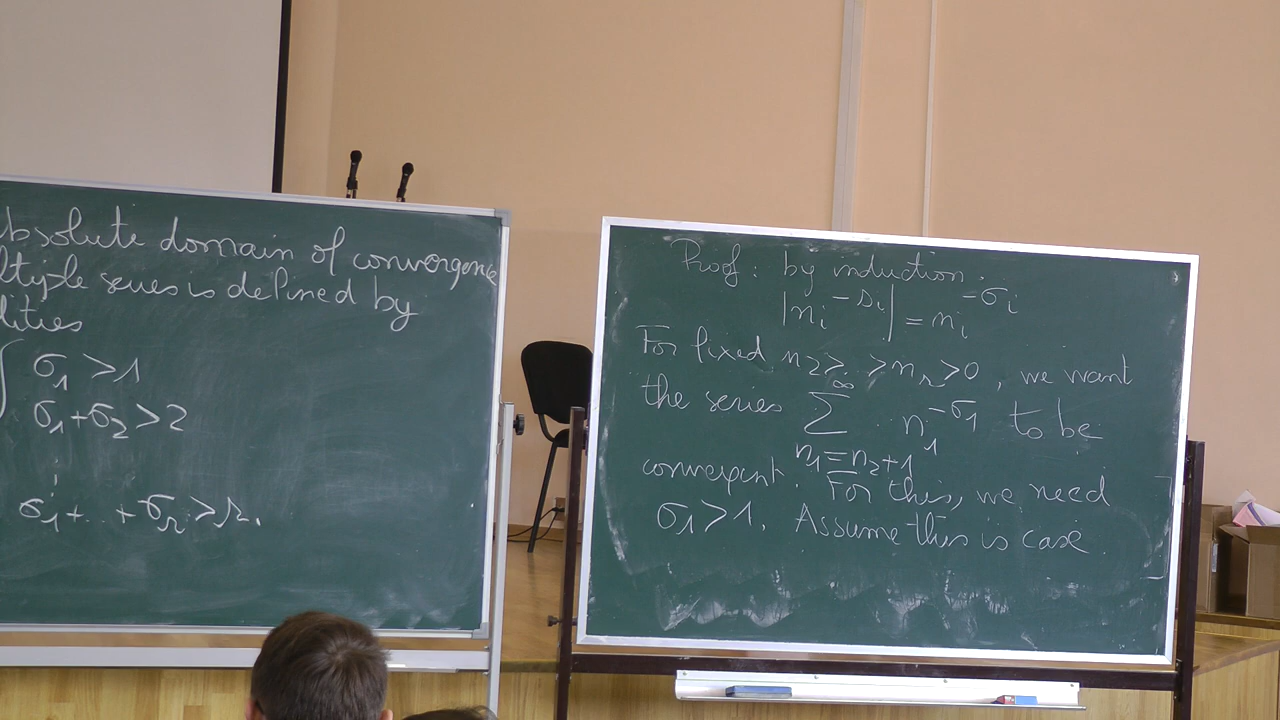 bsolute domain of convergence
ltiple series is defined by
lities
σ₁ > 1
σ₁+σ₂ > 2
⋮
σ₁+..+σᵣ > r.
Proof: by induction.
|nᵢ^{-sᵢ}| = nᵢ^{-σᵢ}
For fixed n₂>..>nᵣ>0, we want
the series ∑_{n₁=n₂+1}^{∞} n₁^{-σ₁} to be
convergent. For this, we need
σ₁>1. Assume this is case.